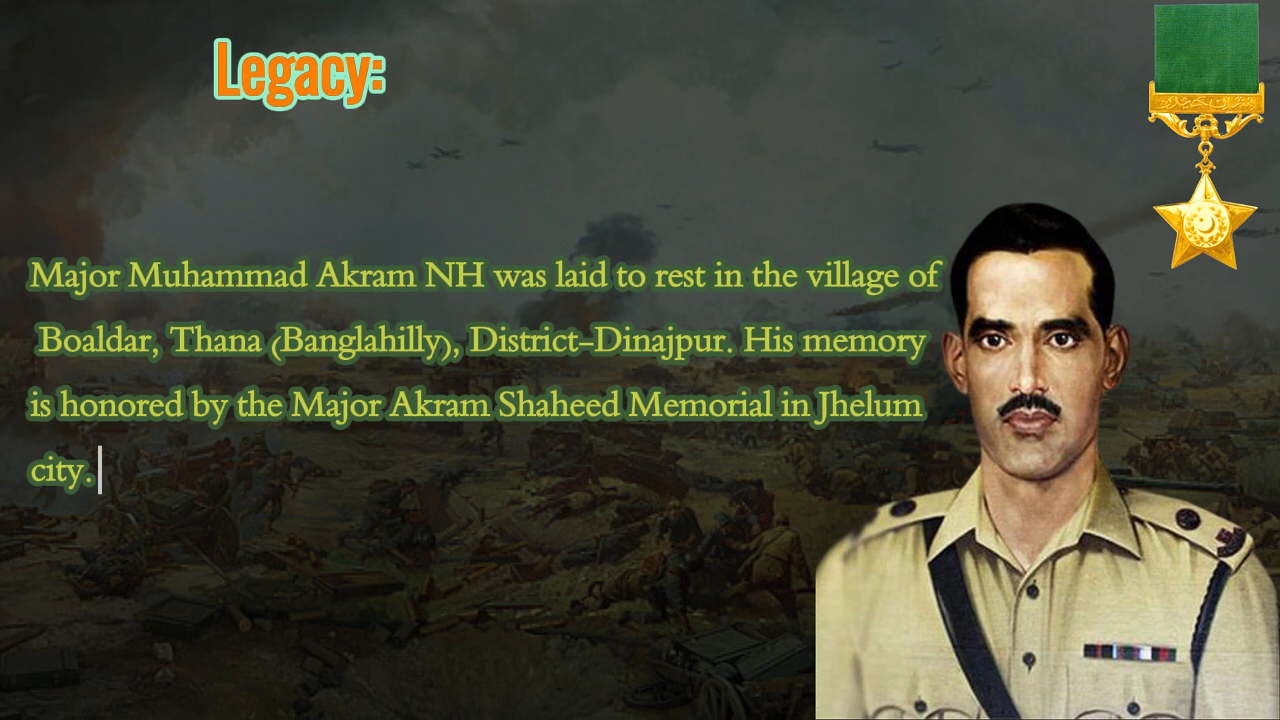 Legacy:
Major Muhammad Akram NH was laid to rest in the village of
Boaldar, Thana (Banglahilly), District-Dinajpur. His memory
is honored by the Major Akram Shaheed Memorial in Jhelum
city.